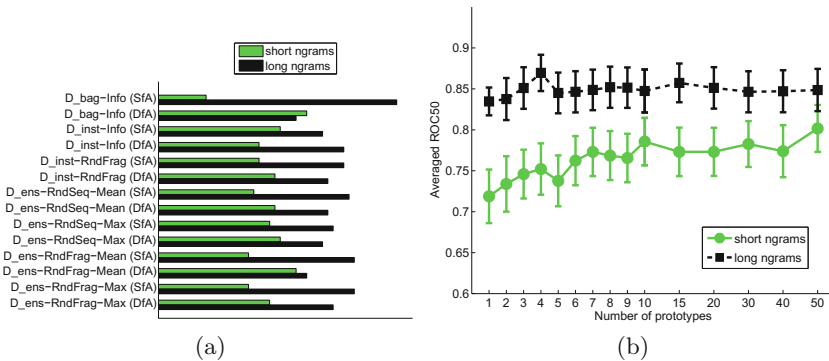 short ngrams
long ngrams
D_bag−Info (SfA)
D_bag−Info (DfA)
D_inst−Info (SfA)
D_inst−Info (DfA)
D_inst−RndFrag (SfA)
D_inst−RndFrag (DfA)
D_ens−RndSeq−Mean (SfA)
D_ens−RndSeq−Mean (DfA)
D_ens−RndSeq−Max (SfA)
D_ens−RndSeq−Max (DfA)
D_ens−RndFrag−Mean (SfA)
D_ens−RndFrag−Mean (DfA)
D_ens−RndFrag−Max (SfA)
D_ens−RndFrag−Max (DfA)
(a)
Averaged ROC50
0.9
0.85
0.8
0.75
0.7
0.65
0.6
short ngrams
long ngrams
1 2 3 4 5 6 7 8 9 10 15 20 30 40 50
Number of prototypes
(b)